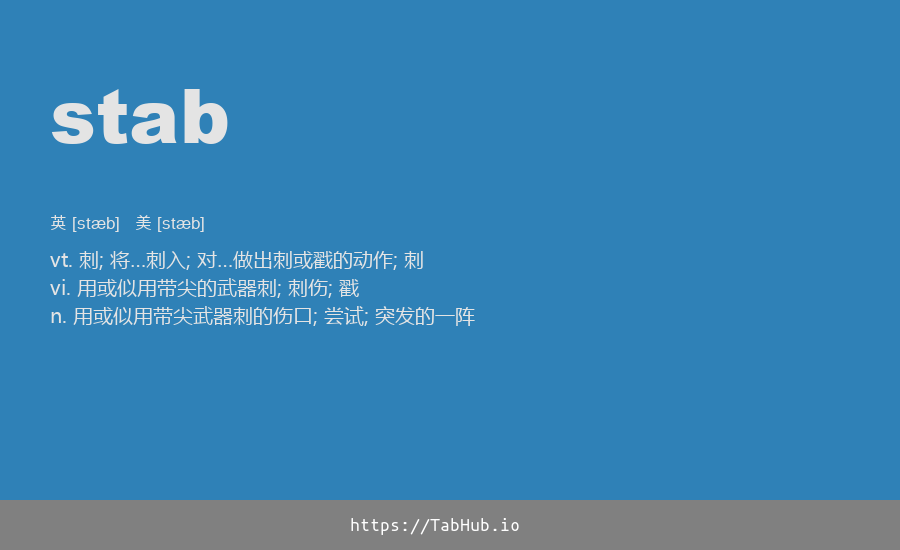 stab
英 [stæb] 美 [stæb]
vt. 刺; 将…刺入; 对…做出刺或戳的动作; 刺
vi. 用或似用带尖的武器刺; 刺伤; 戳
n. 用或似用带尖武器刺的伤口; 尝试; 突发的一阵
https://TabHub.io